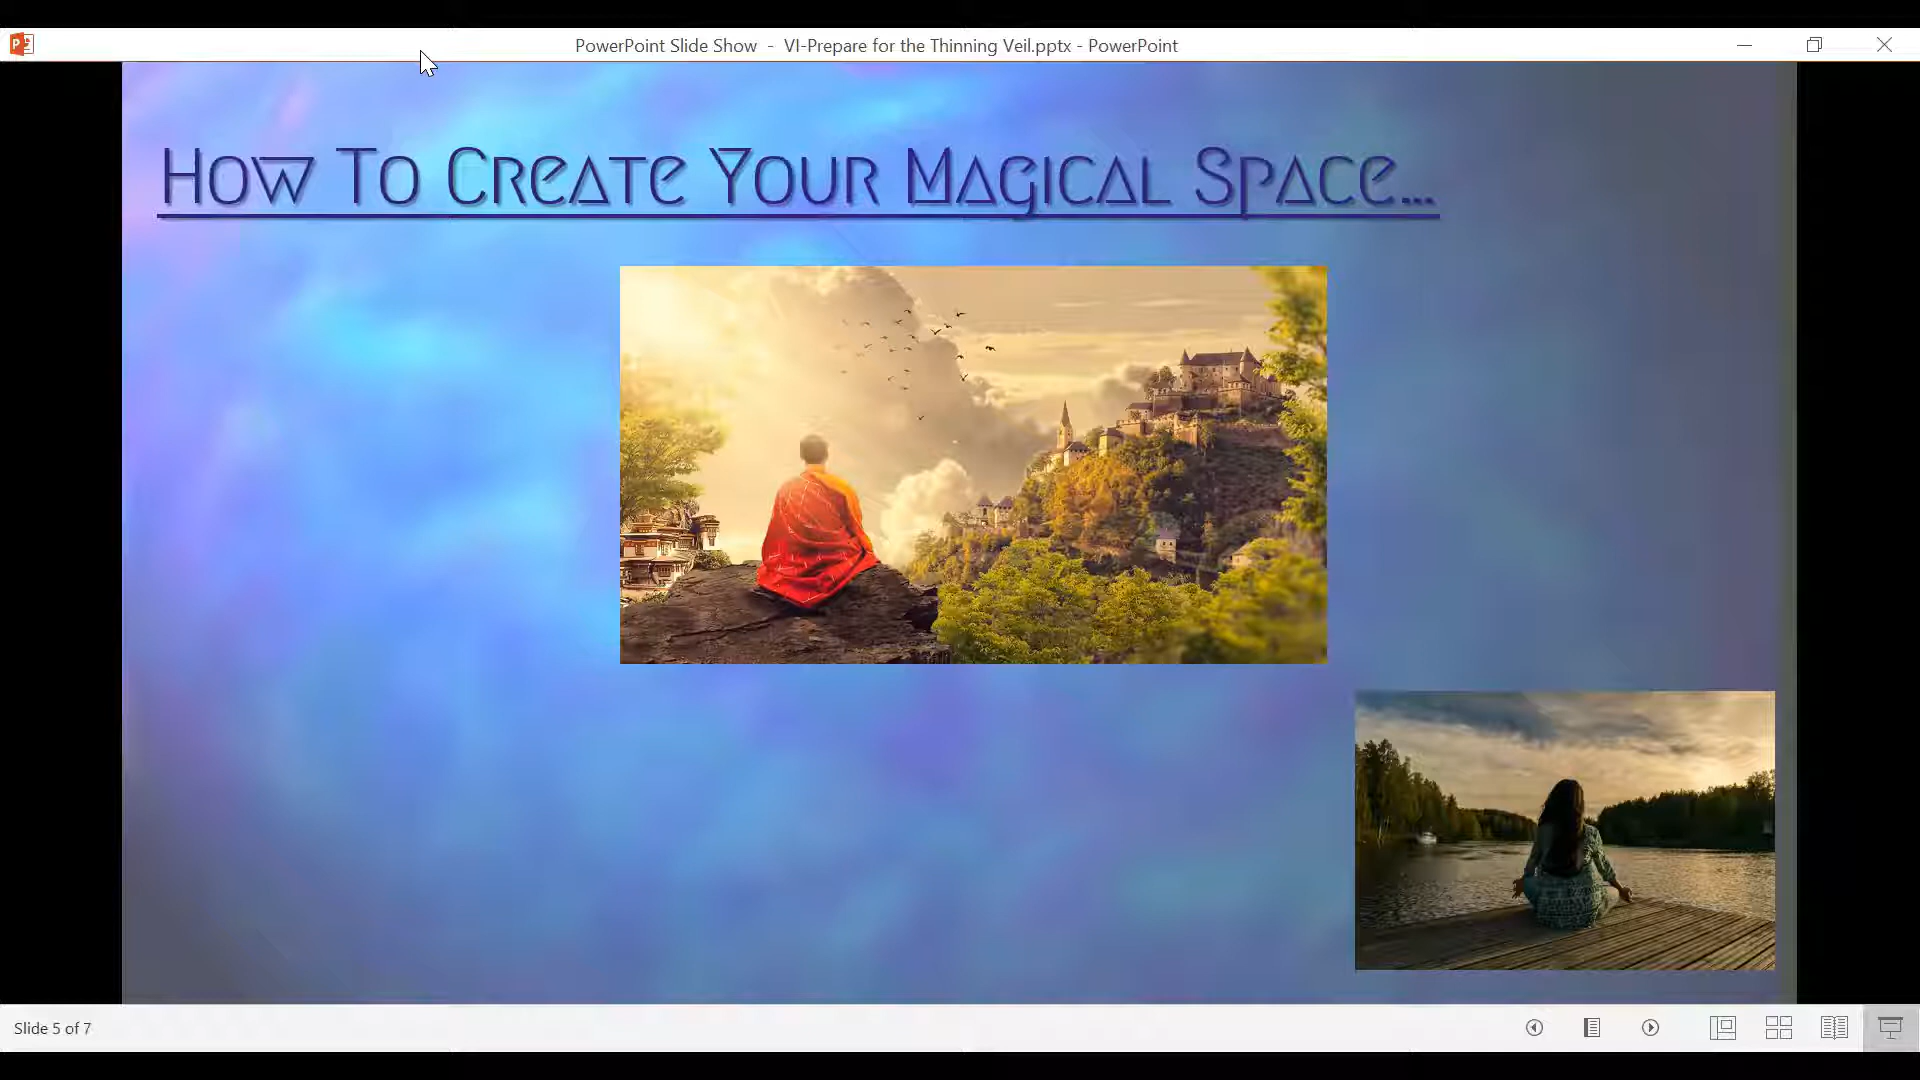 PowerPoint Slide Show - VI-Prepare for the Thinning Veil.pptx - PowerPoint
How To Create Your Magical Space...
Slide 5 of 7